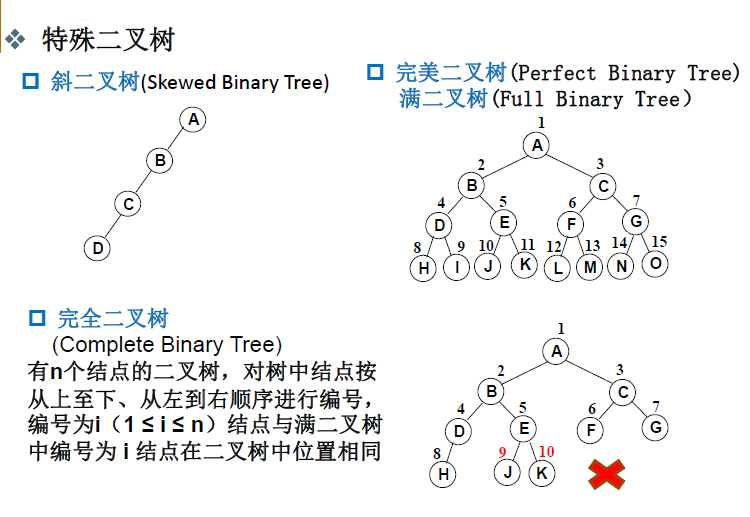 特殊二叉树
斜二叉树(Skewed Binary Tree)
A
B
C
D
完美二叉树(Perfect Binary Tree)
满二叉树(Full Binary Tree)
1
A
2 3
B C
4 5 6 7
D E F G
8 9 10 11 12 13 14 15
H I J K L M N O
完全二叉树
(Complete Binary Tree)
有n个结点的二叉树，对树中结点按
从上至下、从左到右顺序进行编号，
编号为i（1 ≤ i ≤ n）结点与满二叉树
中编号为 i 结点在二叉树中位置相同
1
A
2 3
B C
4 5 6 7
D E F G
8 9 10
H J K